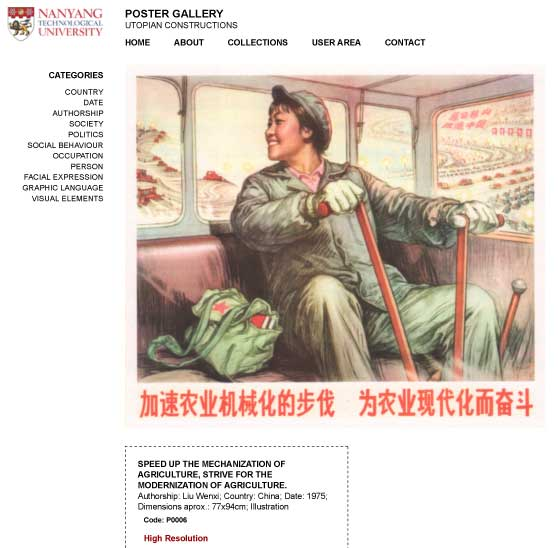 NANYANG
TECHNOLOGICAL
UNIVERSITY
POSTER GALLERY
UTOPIAN CONSTRUCTIONS
HOME ABOUT COLLECTIONS USER AREA CONTACT
CATEGORIES
COUNTRY
DATE
AUTHORSHIP
SOCIETY
POLITICS
SOCIAL BEHAVIOUR
OCCUPATION
PERSON
FACIAL EXPRESSION
GRAPHIC LANGUAGE
VISUAL ELEMENTS
加速农业机械化的步伐 为农业现代化而奋斗
SPEED UP THE MECHANIZATION OF
AGRICULTURE, STRIVE FOR THE
MODERNIZATION OF AGRICULTURE.
Authorship: Liu Wenxi; Country: China; Date: 1975;
Dimensions aprox.: 77x94cm; Illustration
Code: P0006
High Resolution